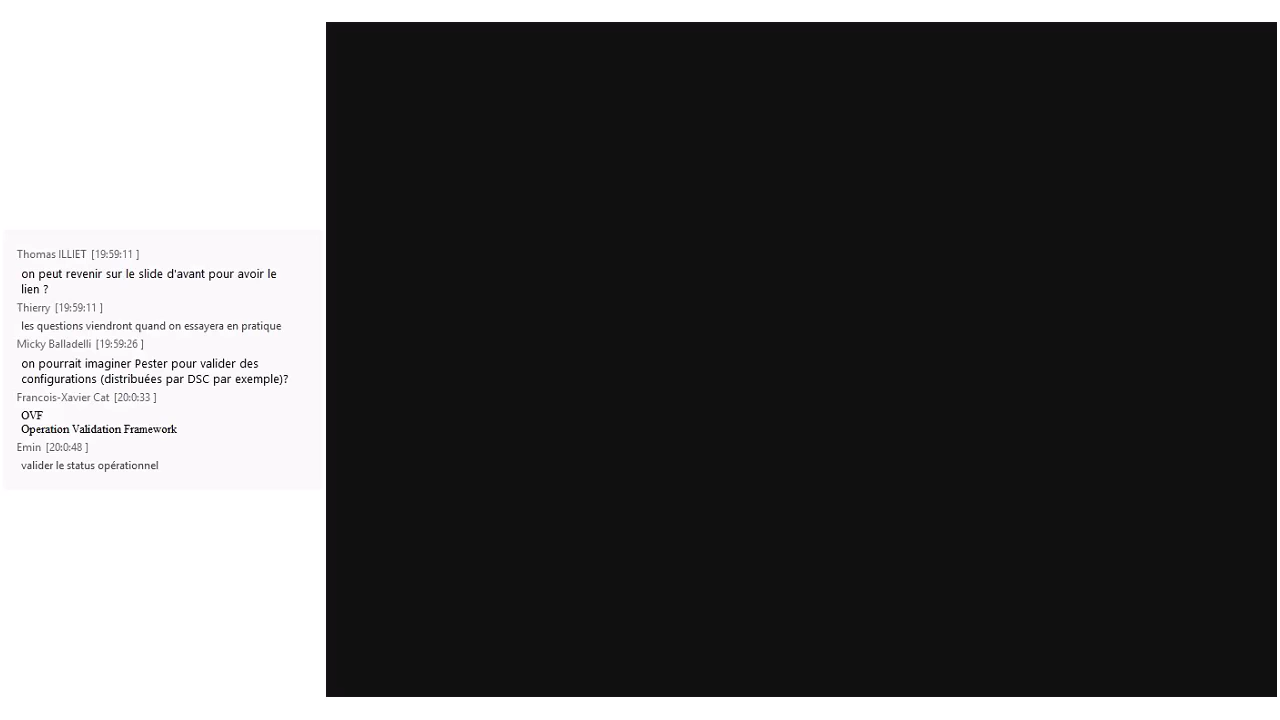 Thomas ILLIET [19:59:11 ]
on peut revenir sur le slide d'avant pour avoir le
lien ?
Thierry [19:59:11 ]
les questions viendront quand on essayera en pratique
Micky Balladelli [19:59:26 ]
on pourrait imaginer Pester pour valider des
configurations (distribuées par DSC par exemple)?
Francois-Xavier Cat [20:0:33 ]
OVF
Operation Validation Framework
Emin [20:0:48 ]
valider le status opérationnel